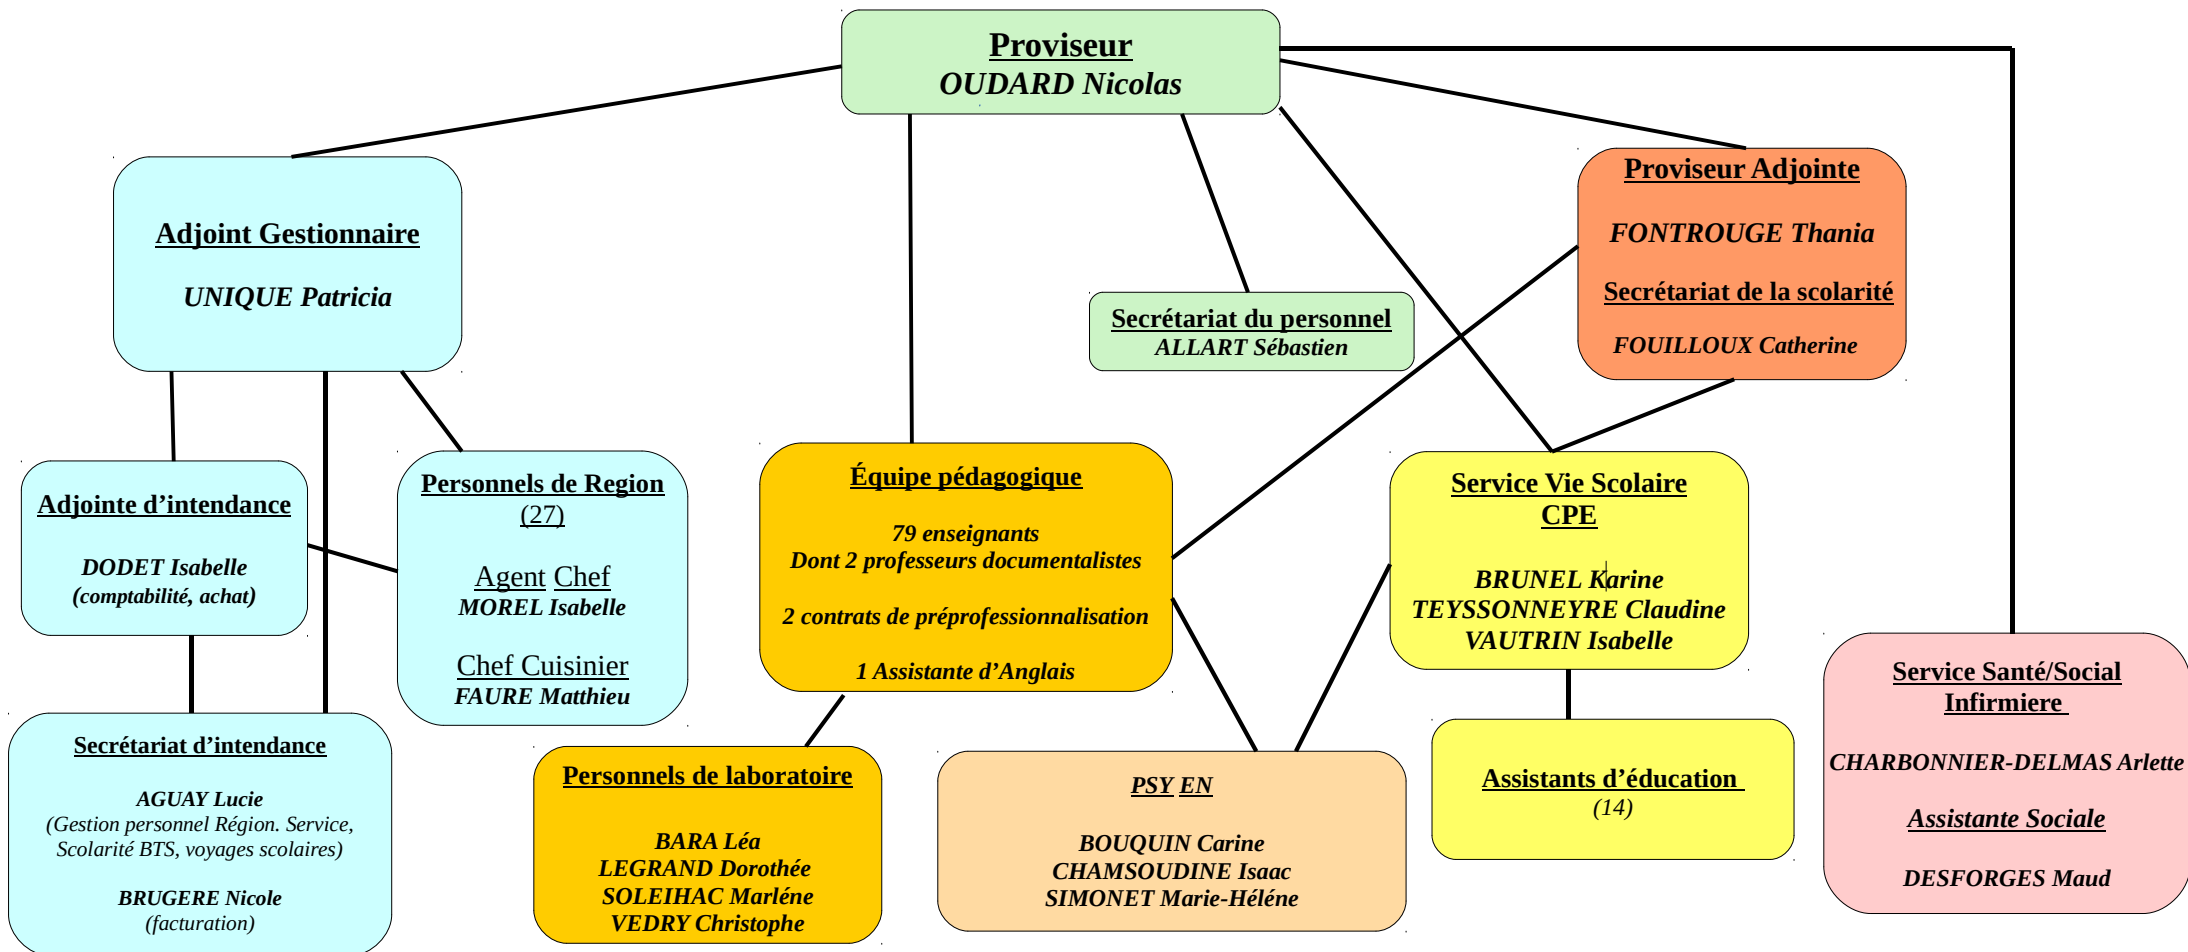 Proviseur
OUDARD Nicolas
Adjoint Gestionnaire
UNIQUE Patricia
Proviseur Adjointe
FONTROUGE Thania
Secrétariat de la scolarité
FOUILLOUX Catherine
Secrétariat du personnel
ALLART Sébastien
Adjointe d’intendance
DODET Isabelle
(comptabilité, achat)
Personnels de Region
(27)
Agent Chef
MOREL Isabelle
Chef Cuisinier
FAURE Matthieu
Équipe pédagogique
79 enseignants
Dont 2 professeurs documentalistes
2 contrats de préprofessionnalisation
1 Assistante d’Anglais
Service Vie Scolaire
CPE
BRUNEL Karine
TEYSSONNEYRE Claudine
VAUTRIN Isabelle
Service Santé/Social
Infirmiere
CHARBONNIER-DELMAS Arlette
Assistante Sociale
DESFORGES Maud
Secrétariat d’intendance
AGUAY Lucie
(Gestion personnel Région. Service,
Scolarité BTS, voyages scolaires)
BRUGERE Nicole
(facturation)
Personnels de laboratoire
BARA Léa
LEGRAND Dorothée
SOLEIHAC Marléne
VEDRY Christophe
PSY EN
BOUQUIN Carine
CHAMSOUDINE Isaac
SIMONET Marie-Héléne
Assistants d’éducation
(14)